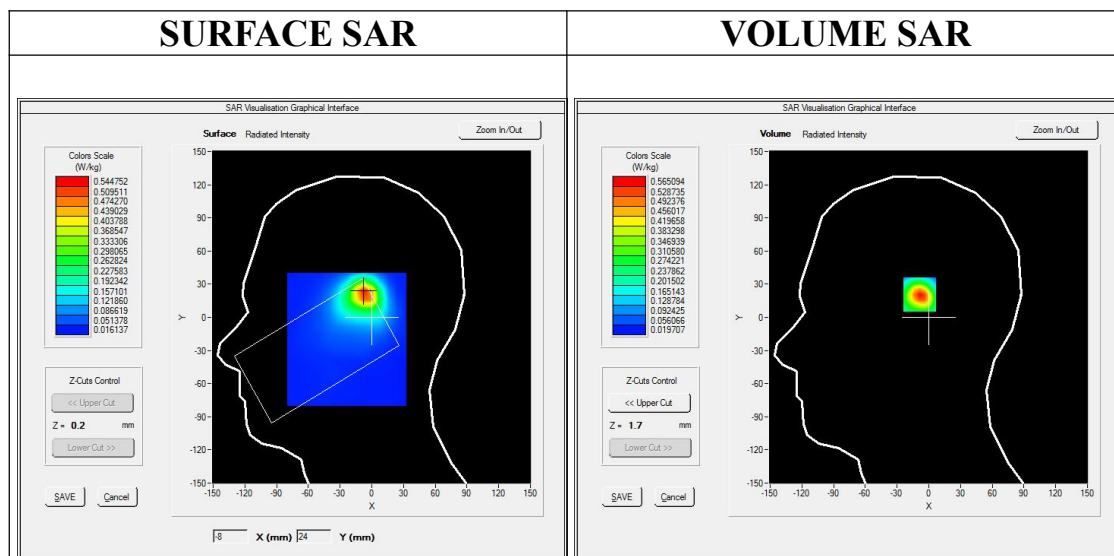 SURFACE SAR
VOLUME SAR
SAR Visualisation Graphical Interface
Surface Radiated Intensity
Zoom In/Out
Colors Scale
(W/kg)
0.544752
0.509511
0.474270
0.439029
0.403788
0.368547
0.333306
0.298065
0.262824
0.227583
0.192342
0.157101
0.121860
0.086619
0.051378
0.016137
Z-Cuts Control
<< Upper Cut
Z = 0.2 mm
Lower Cut >>
SAVE Cancel
150
120
90
60
30
0
-30
-60
-90
-120
-150
Y
-150 -120 -90 -60 -30 0 30 60 90 120 150
X
-8 X (mm) 24 Y (mm)
SAR Visualisation Graphical Interface
Volume Radiated Intensity
Zoom In/Out
Colors Scale
(W/kg)
0.565094
0.528735
0.492376
0.456017
0.419658
0.383298
0.346939
0.310580
0.274221
0.237862
0.201502
0.165143
0.128784
0.092425
0.056066
0.019707
Z-Cuts Control
<< Upper Cut
Z = 1.7 mm
Lower Cut >>
SAVE Cancel
150
120
90
60
30
0
-30
-60
-90
-120
-150
Y
-150 -120 -90 -60 -30 0 30 60 90 120 150
X